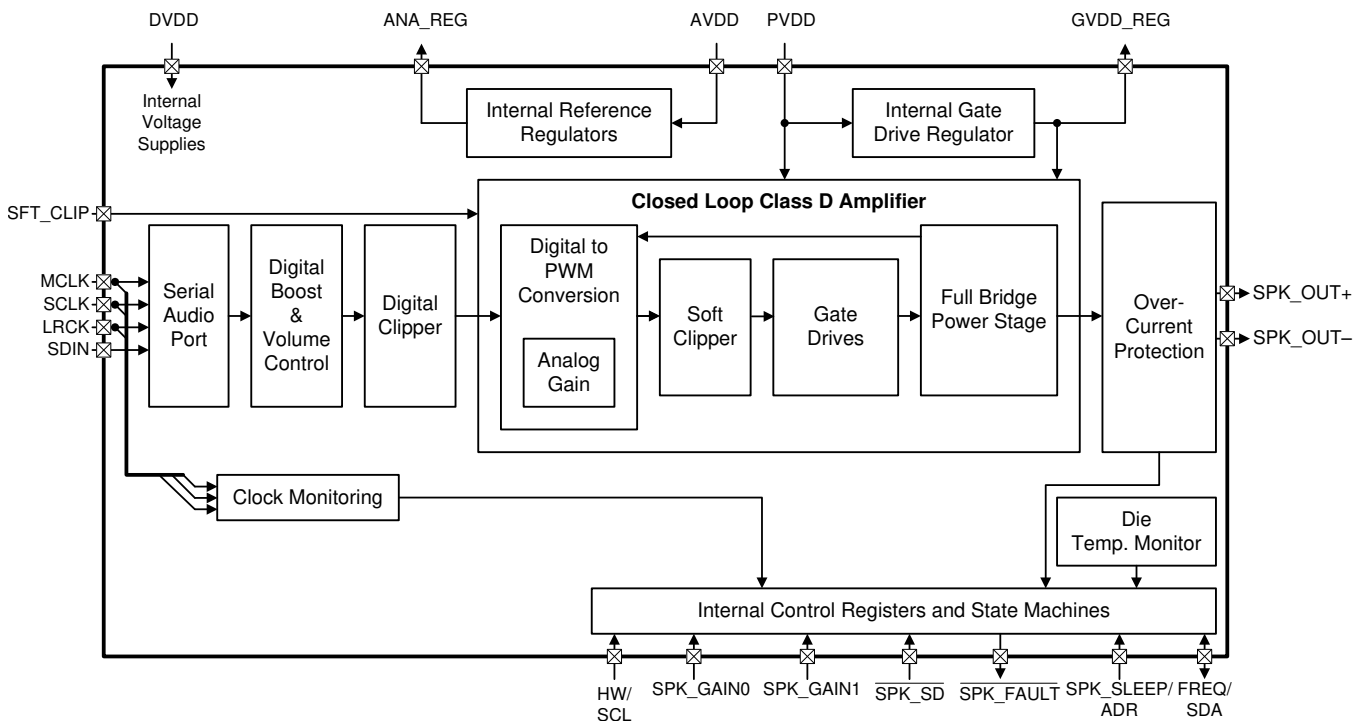 DVDD
ANA_REG
AVDD
PVDD
GVDD_REG
Internal
Voltage
Supplies
Internal Reference
Regulators
Internal Gate
Drive Regulator
SFT_CLIP
Closed Loop Class D Amplifier
MCLK
SCLK
LRCK
SDIN
Serial
Audio
Port
Digital
Boost
&
Volume
Control
Digital
Clipper
Digital to
PWM
Conversion
Analog
Gain
Soft
Clipper
Gate
Drives
Full Bridge
Power Stage
Over-
Current
Protection
SPK_OUT+
SPK_OUT–
Clock Monitoring
Die
Temp. Monitor
Internal Control Registers and State Machines
HW/
SCL
SPK_GAIN0
SPK_GAIN1
SPK_SD
SPK_FAULT
SPK_SLEEP/
ADR
FREQ/
SDA